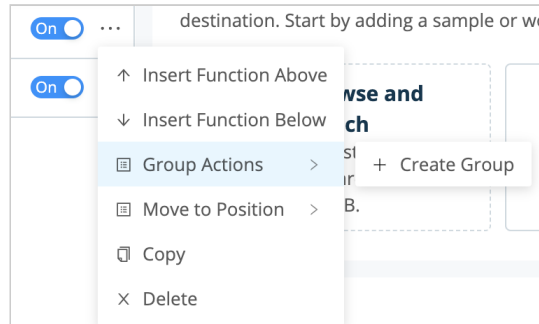 On
destination. Start by adding a sample or
On
Insert Function Above
wse and
Insert Function Below
ch
Group Actions
Create Group
Move to Position
B.
Copy
Delete